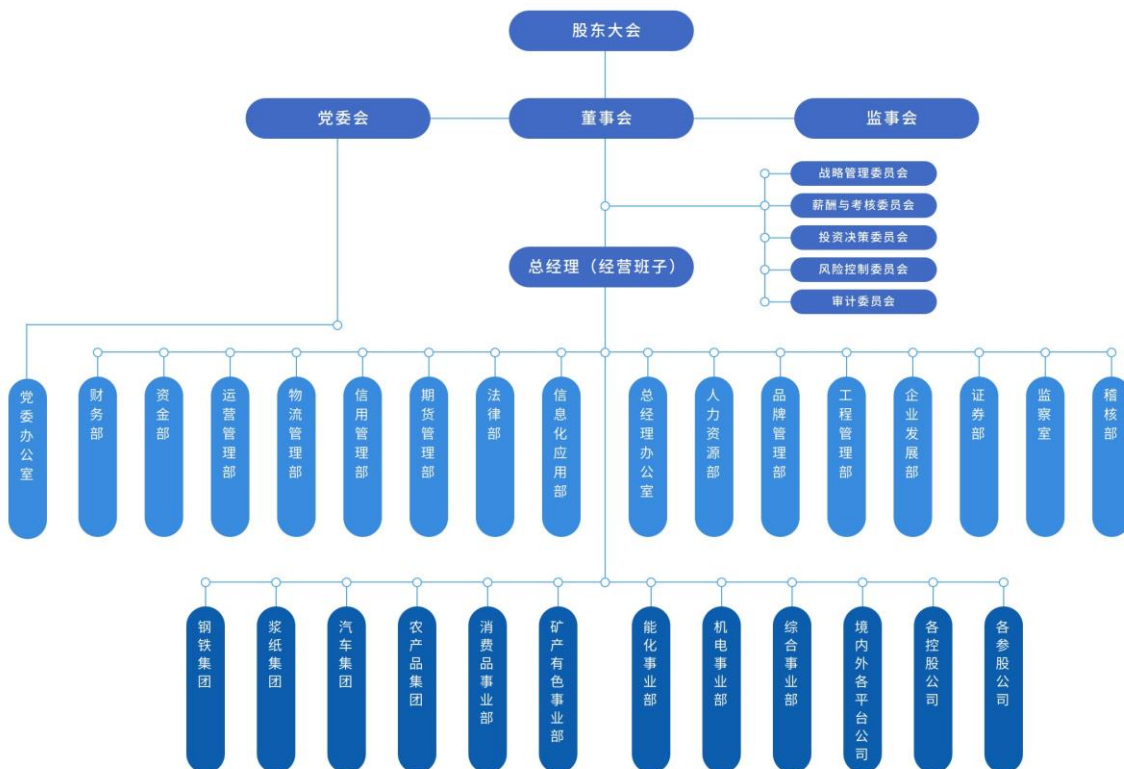 股东大会
党委会
董事会
监事会
战略管理委员会
薪酬与考核委员会
投资决策委员会
风险控制委员会
审计委员会
总经理（经营班子）
党委办公室
财务部
资金部
运营管理部
物流管理部
信用管理部
期货管理部
法律部
信息化应用部
总经理办公室
人力资源部
品牌管理部
工程管理部
企业发展部
证券部
监察室
稽核部
钢铁集团
浆纸集团
汽车集团
农产品集团
消费品事业部
矿产有色事业部
能化事业部
机电事业部
综合事业部
境内外各平台公司
各控股公司
各参股公司